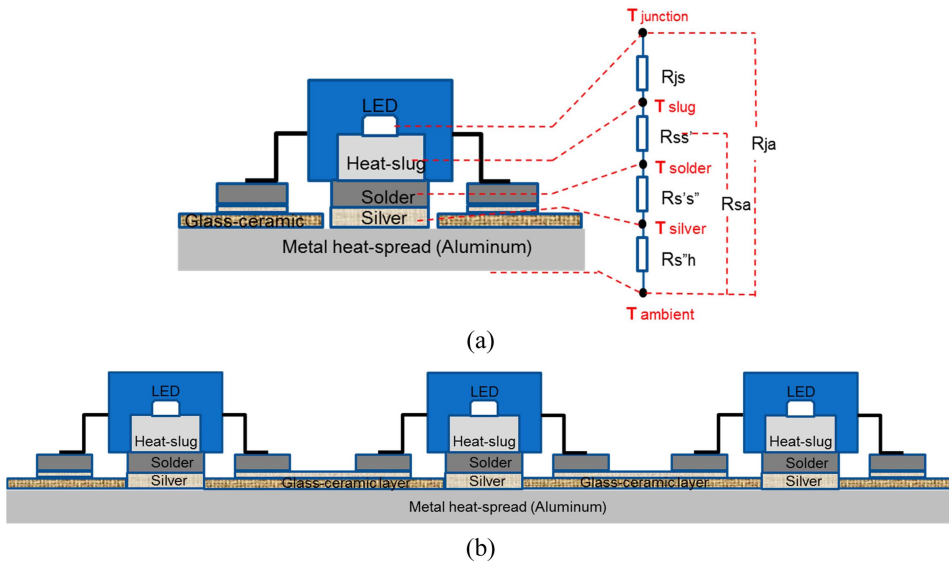 T junction
Rjs
LED
T slug
Rss'
Rja
Heat-slug
T solder
Solder
Rs's"
Rsa
Silver
Glass-ceramic
T silver
Metal heat-spread (Aluminum)
Rs"h
T ambient
(a)
LED LED LED
Heat-slug Heat-slug Heat-slug
Solder Solder Solder
Silver Glass-ceramic layer Silver Glass-ceramic layer Silver
Metal heat-spread (Aluminum)
(b)